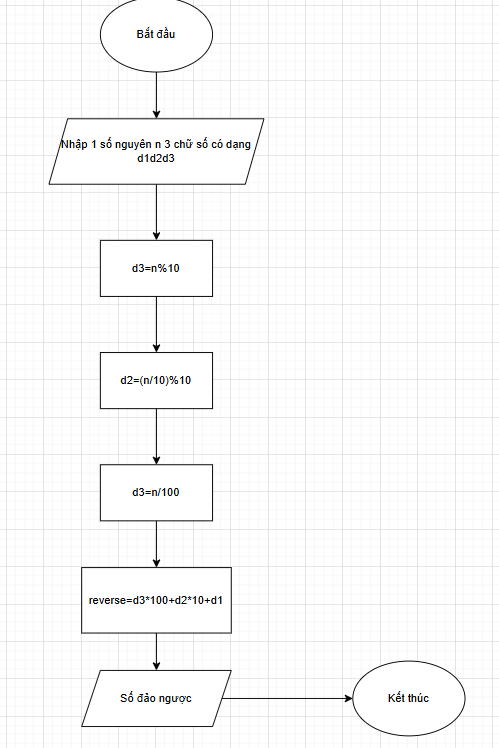 Bắt đầu
Nhập 1 số nguyên n 3 chữ số có dạng
d1d2d3
d3=n%10
d2=(n/10)%10
d3=n/100
reverse=d3*100+d2*10+d1
Số đảo ngược
Kết thúc